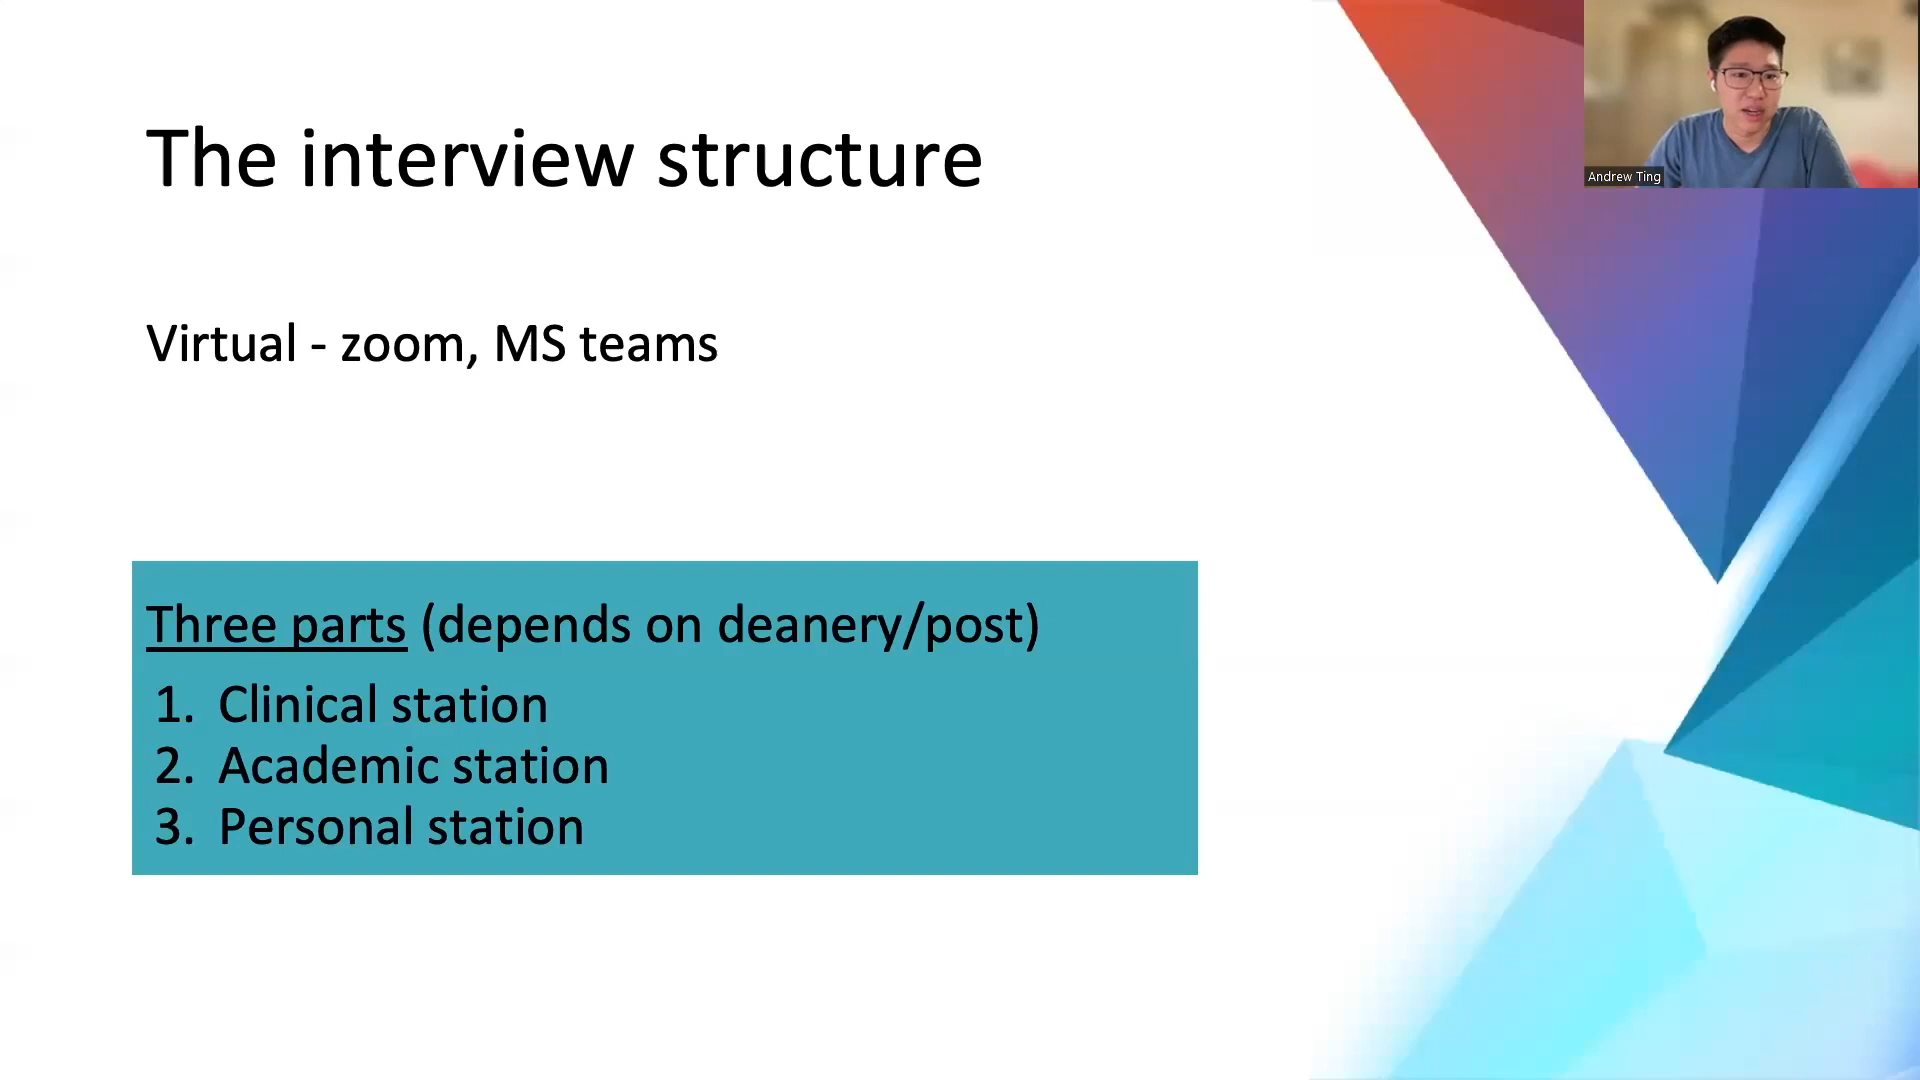 The interview structure
Virtual - zoom, MS teams
Three parts (depends on deanery/post)
1. Clinical station
2. Academic station
3. Personal station
Andrew Ting